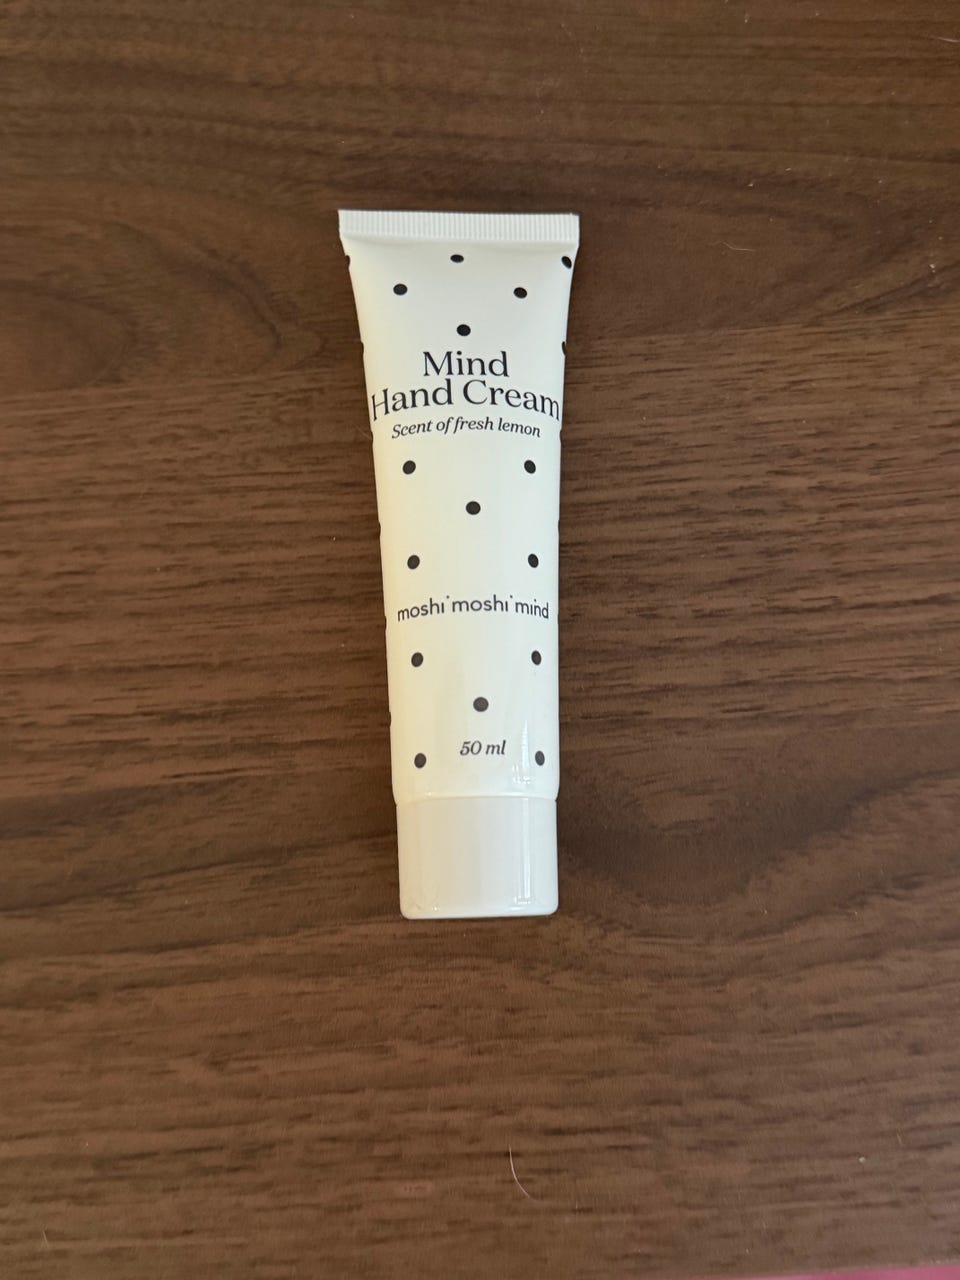 Mind
Hand Cream
Scent of fresh lemon
moshi moshi mind
50 ml